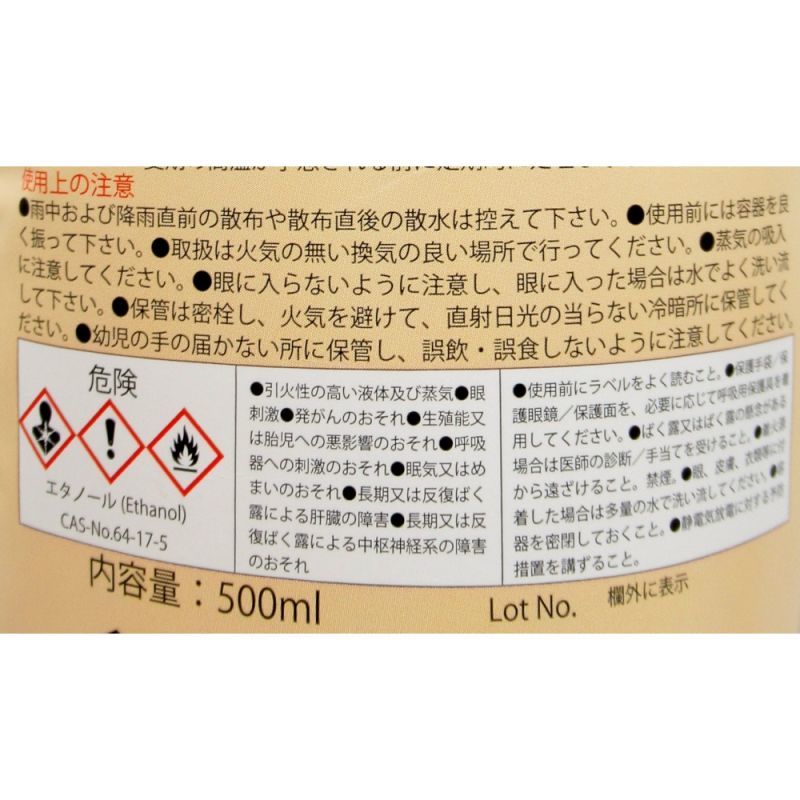 使用上の注意
●雨中および降雨直前の散布や散布直後の散水は控えて下さい。●使用前には容器を良
く振って下さい。●取扱は火気の無い換気の良い場所で行ってください。●蒸気の吸入
に注意してください。●眼に入らないように注意し、眼に入った場合は水でよく洗い流
して下さい。●保管は密栓し、火気を避けて、直射日光の当らない冷暗所に保管してく
ださい。●幼児の手の届かない所に保管し、誤飲・誤食しないように注意してください。
危険
エタノール (Ethanol)
CAS-No.64-17-5
●引火性の高い液体及び蒸気●眼
刺激●発がんのおそれ●生殖能又
は胎児への悪影響のおそれ●呼吸
器への刺激のおそれ●眠気又はめ
まいのおそれ●長期又は反復ばく
露による肝臓の障害●長期又は反
復ばく露による中枢神経系の障害
のおそれ
●使用前にラベルをよく読むこと。●保護手袋／保
護眼鏡／保護面を、必要に応じて呼吸用保護具を着
用してください。●ばく露又はばく露の懸念がある
場合は医師の診断／手当てを受けること。●着火源
から遠ざけること。禁煙。●眼、皮膚、衣類等に付
着した場合は多量の水で洗い流してください。●容
器を密閉しておくこと。●静電気放電に対する予防
措置を講ずること。
内容量：500ml
Lot No. 欄外に表示